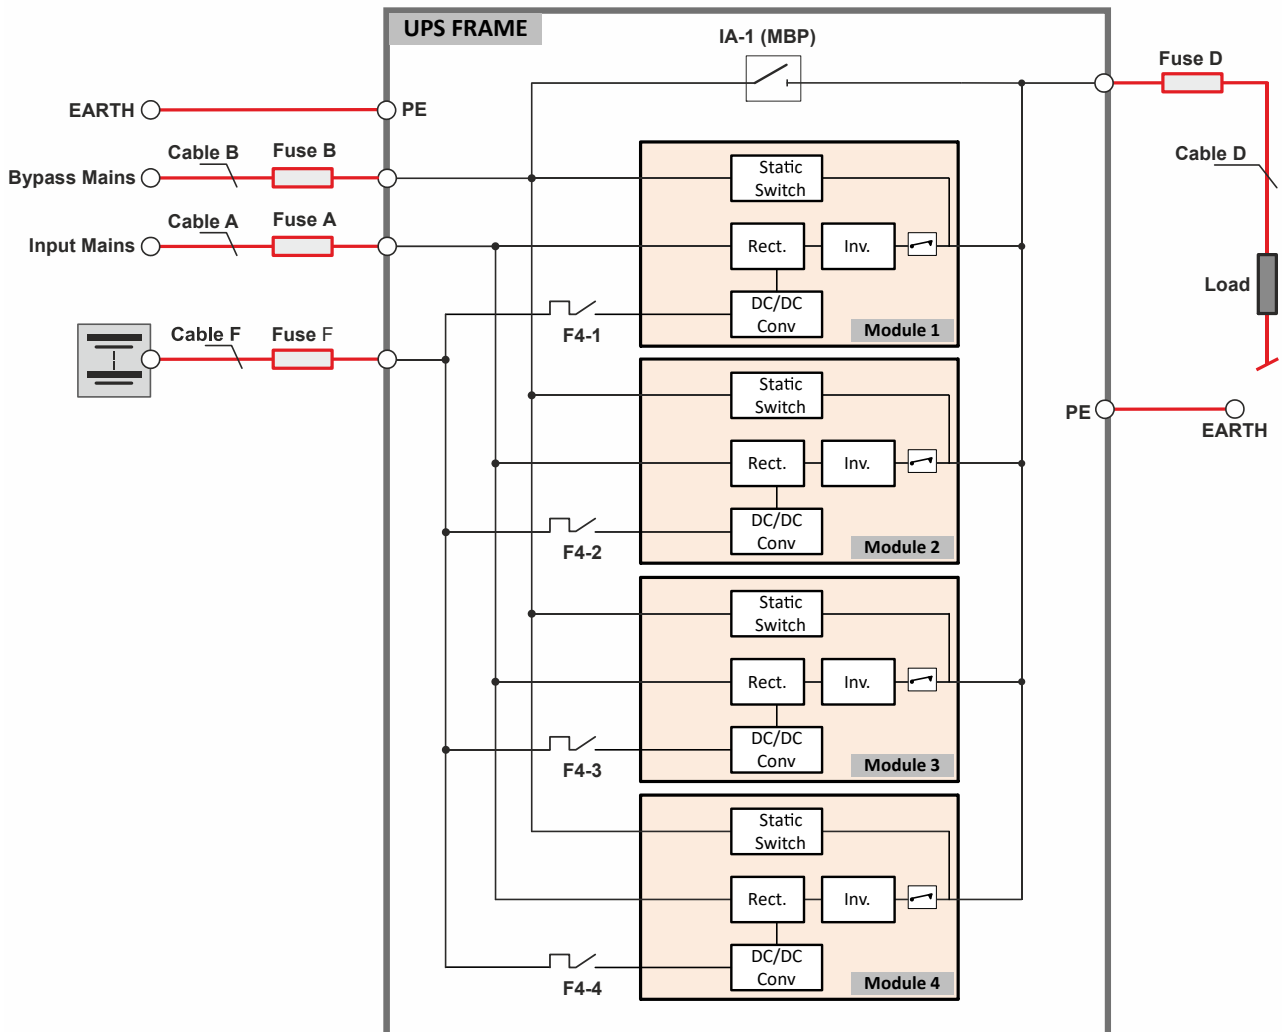 UPS FRAME
IA-1 (MBP)
Fuse D
EARTH
PE
Cable B
Fuse B
Bypass Mains
Cable A
Fuse A
Input Mains
Cable F
Fuse F
Cable D
Load
PE
EARTH
Static
Switch
Rect.
Inv.
DC/DC
Conv
F4-1
Module 1
Static
Switch
Rect.
Inv.
DC/DC
Conv
F4-2
Module 2
Static
Switch
Rect.
Inv.
DC/DC
Conv
F4-3
Module 3
Static
Switch
Rect.
Inv.
DC/DC
Conv
F4-4
Module 4